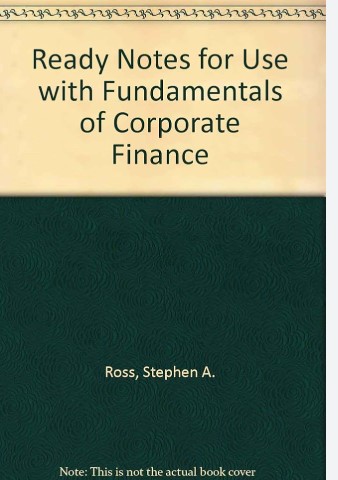 Ready Notes for Use
with Fundamentals
of Corporate
Finance
Ross, Stephen A.
Note: This is not the actual book cover